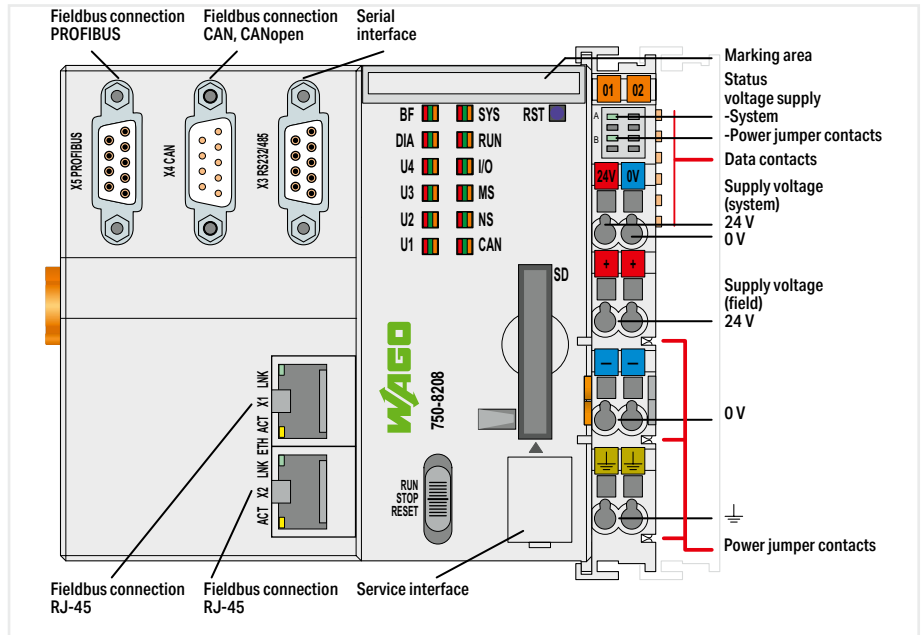 Fieldbus connection
PROFIBUS
Fieldbus connection
CAN, CANopen
Serial
interface
Marking area
Status
voltage supply
-System
-Power jumper contacts
Data contacts
Supply voltage
(system)
24 V
0 V
Supply voltage
(field)
24 V
0 V
Power jumper contacts
X5 PROFIBUS
X4 CAN
X3 RS232/485
BF SYS RST
DIA RUN
U4 I/O
U3 MS
U2 NS
U1 CAN
SD
01 02
A
B
24V 0V
+ +
− −
WAGO
750-8208
ACT X1 LNK
ETH
ACT X2 LNK
RUN
STOP
RESET
Fieldbus connection
RJ-45
Fieldbus connection
RJ-45
Service interface